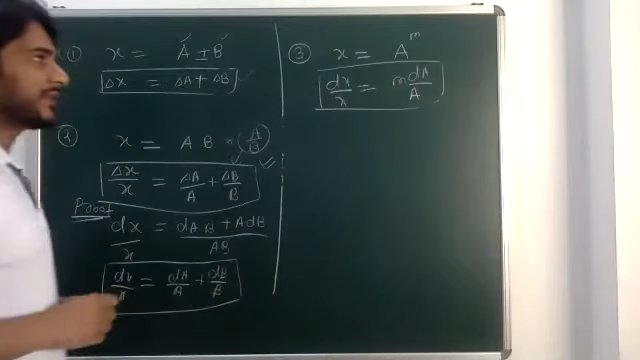 ① x = A ± B
Δx = ΔA + ΔB
② x = A B
A/B
Δx/x = ΔA/A + ΔB/B
Proof
dx/x = dA B + A dB / AB
dx/x = dA/A + dB/B
③ x = A^m
dx/x = m dA/A